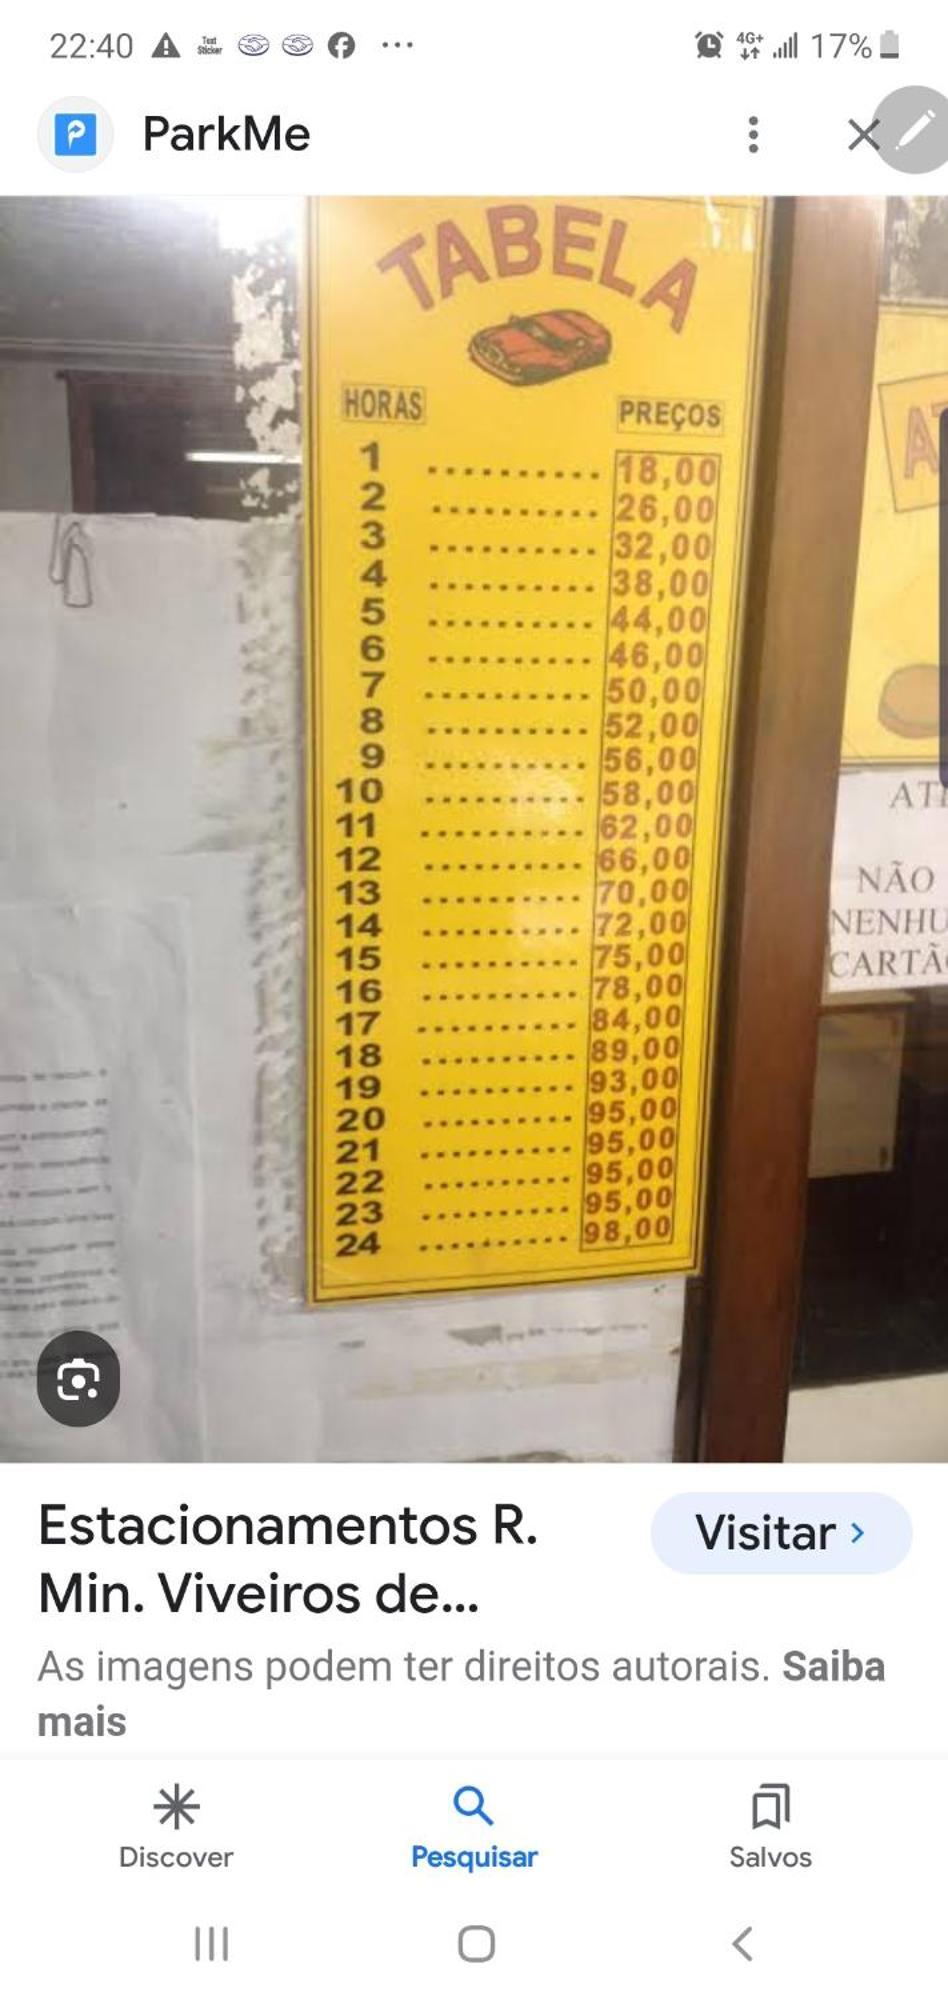 22:40 Text Sticker 4G+ 17%
ParkMe
TABELA
HORAS PREÇOS
1 .......... 18,00
2 .......... 26,00
3 .......... 32,00
4 .......... 38,00
5 .......... 44,00
6 .......... 46,00
7 .......... 50,00
8 .......... 52,00
9 .......... 56,00
10 .......... 58,00
11 .......... 62,00
12 .......... 66,00
13 .......... 70,00
14 .......... 72,00
15 .......... 75,00
16 .......... 78,00
17 .......... 84,00
18 .......... 89,00
19 .......... 93,00
20 .......... 95,00
21 .......... 95,00
22 .......... 95,00
23 .......... 95,00
24 .......... 98,00
NÃO
Estacionamentos R.
Min. Viveiros de...
Visitar
As imagens podem ter direitos autorais. Saiba
mais
Discover Pesquisar Salvos